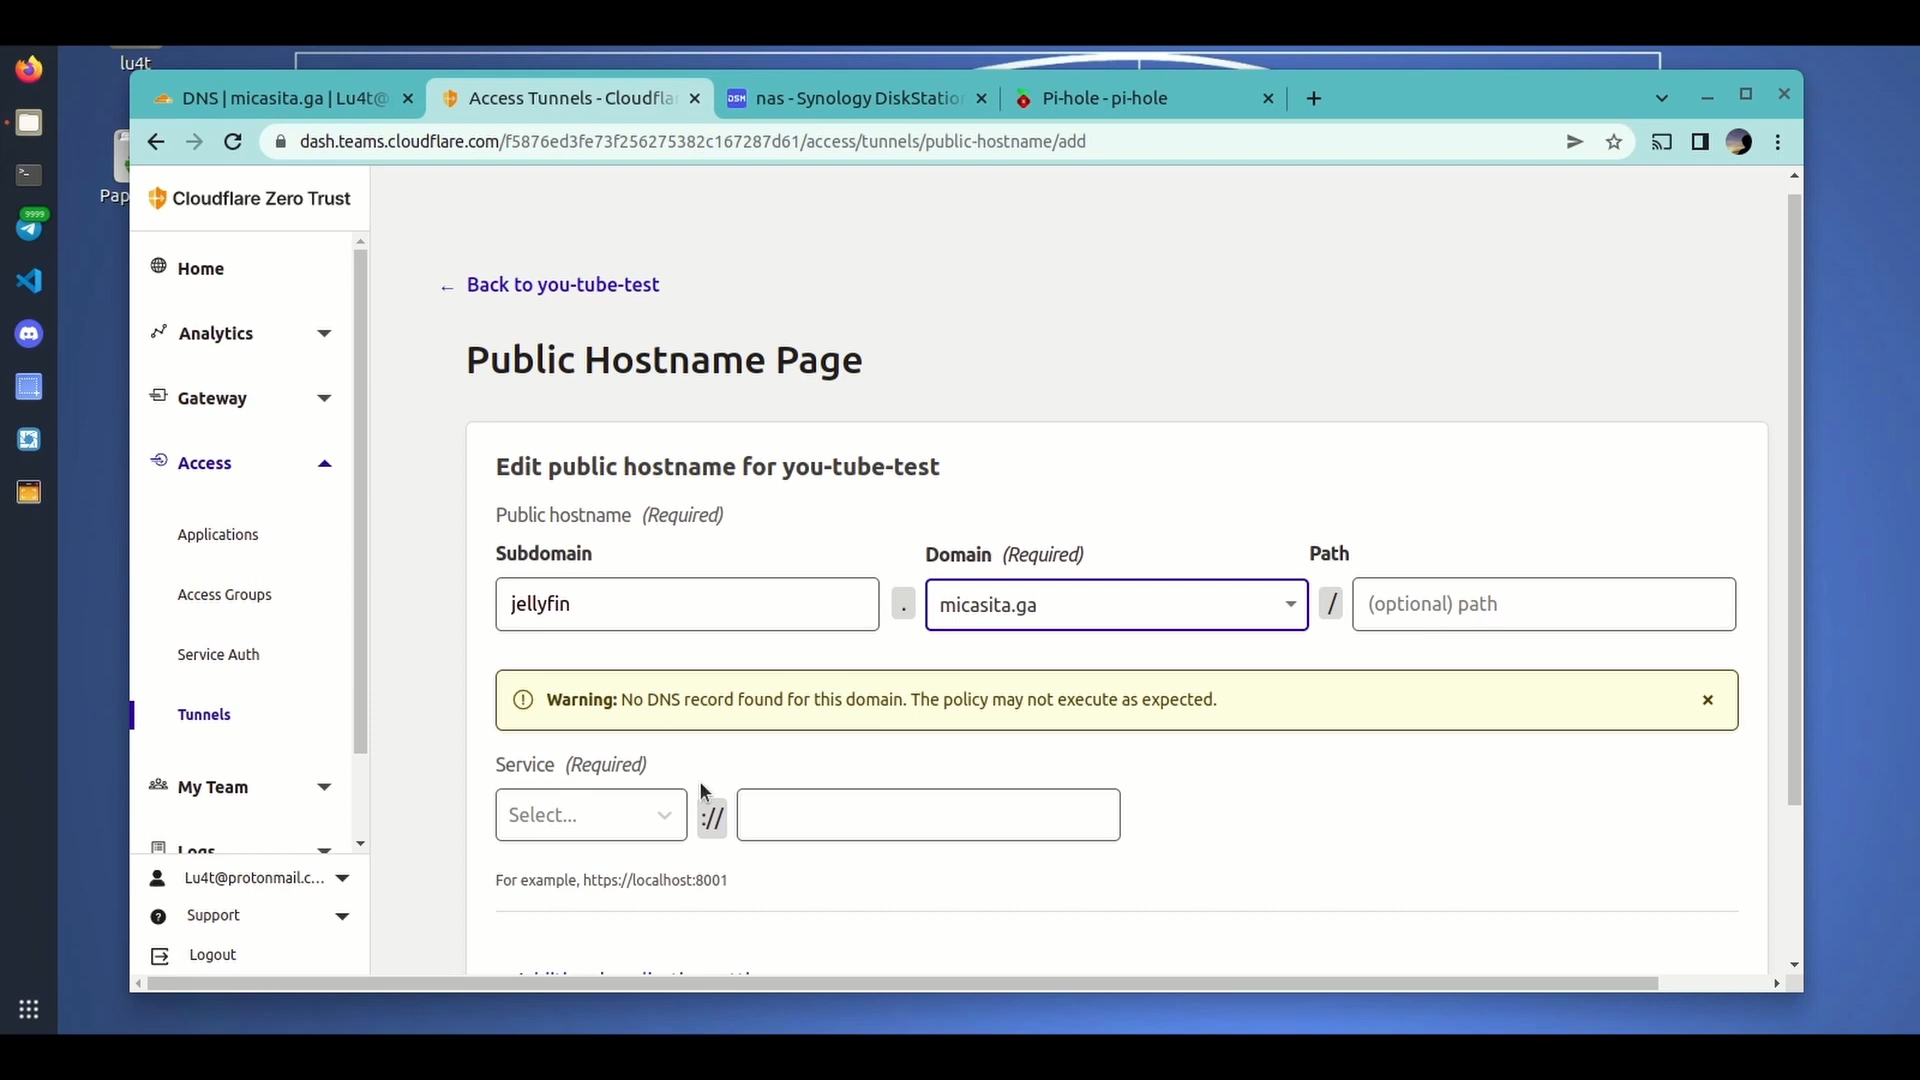 lu4t
DNS | micasita.ga | Lu4t@
Access Tunnels - Cloudfla
nas - Synology DiskStation
Pi-hole - pi-hole
dash.teams.cloudflare.com/f5876ed3fe73f256275382c167287d61/access/tunnels/public-hostname/add
Pap
9999
DSM
Cloudflare Zero Trust
Home
Analytics
Gateway
Access
Applications
Access Groups
Service Auth
Tunnels
My Team
Logs
Lu4t@protonmail.c...
Support
Logout
← Back to you-tube-test
Public Hostname Page
Edit public hostname for you-tube-test
Public hostname (Required)
Subdomain
Domain (Required)
Path
jellyfin
.
micasita.ga
/
(optional) path
Warning: No DNS record found for this domain. The policy may not execute as expected.
Service (Required)
Select...
://
For example, https://localhost:8001